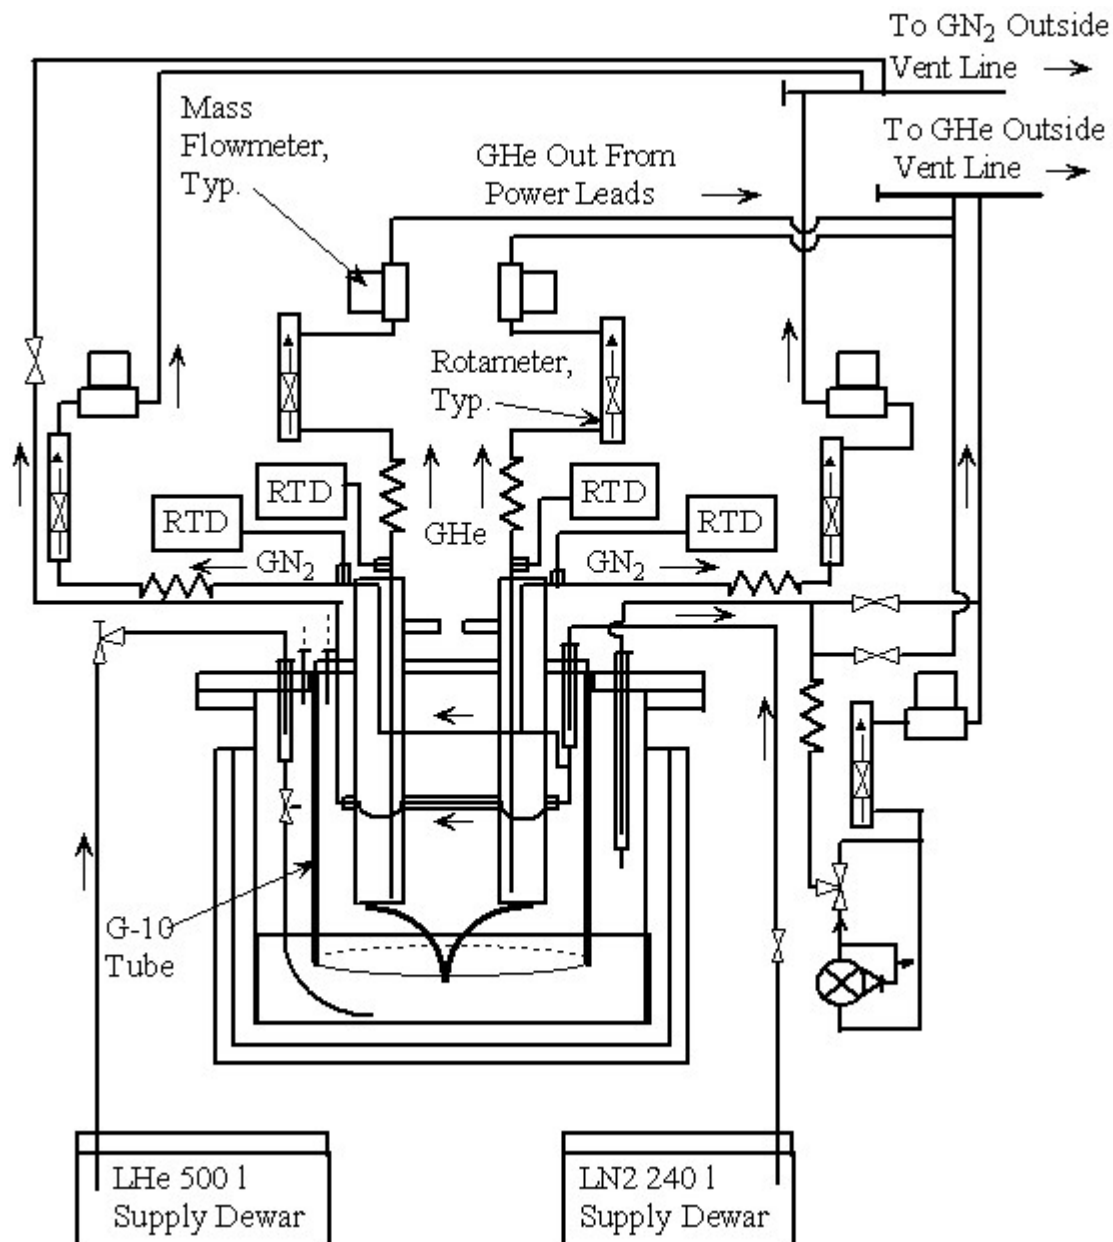 To GN2 Outside
Vent Line
Mass
Flowmeter,
Typ.
GHe Out From
Power Leads
To GHe Outside
Vent Line
Rotameter,
Typ.
RTD
RTD
RTD
RTD
GHe
GN2
GN2
G-10
Tube
LHe 500 l
Supply Dewar
LN2 240 l
Supply Dewar